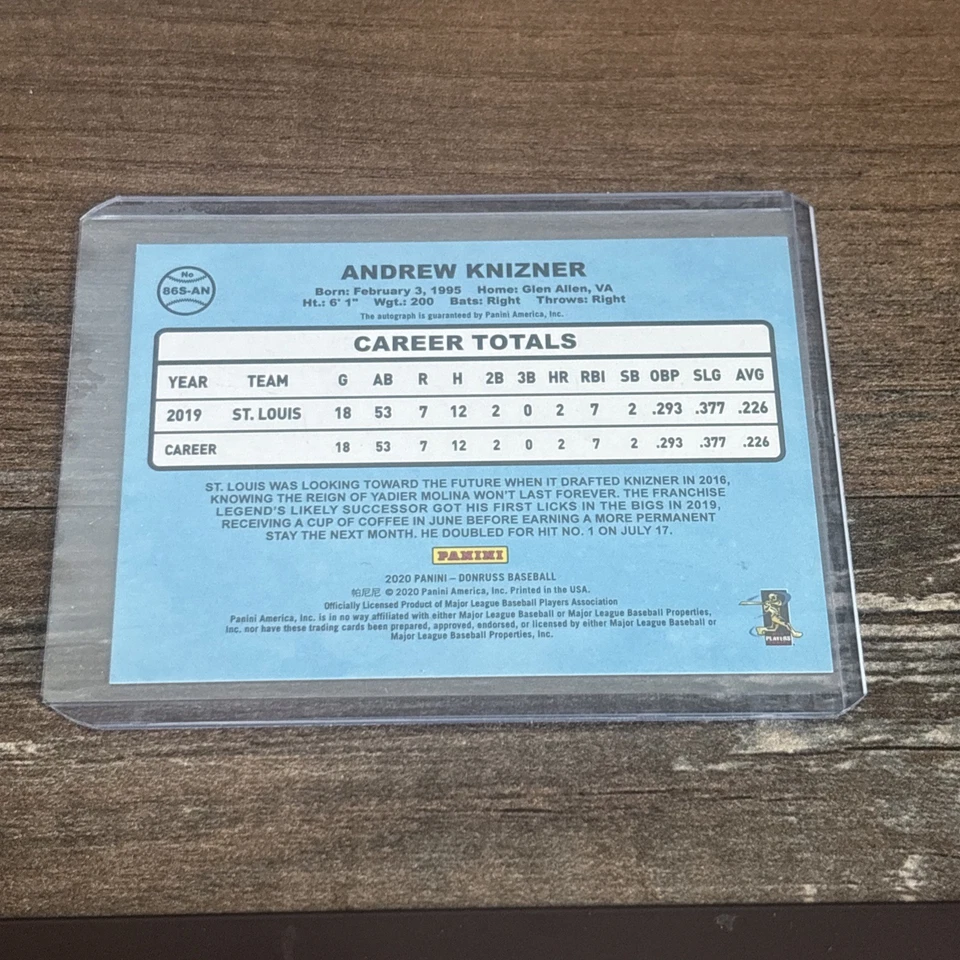 No
86S-AN
ANDREW KNIZNER
Born: February 3, 1995 Home: Glen Allen, VA
Ht.: 6' 1" Wgt.: 200 Bats: Right Throws: Right
The autograph is guaranteed by Panini America, Inc.
CAREER TOTALS
YEAR TEAM G AB R H 2B 3B HR RBI SB OBP SLG AVG
2019 ST. LOUIS 18 53 7 12 2 0 2 7 2 .293 .377 .226
CAREER 18 53 7 12 2 0 2 7 2 .293 .377 .226
ST. LOUIS WAS LOOKING TOWARD THE FUTURE WHEN IT DRAFTED KNIZNER IN 2016,
KNOWING THE REIGN OF YADIER MOLINA WON'T LAST FOREVER. THE FRANCHISE
LEGEND'S LIKELY SUCCESSOR GOT HIS FIRST LICKS IN THE BIGS IN 2019,
RECEIVING A CUP OF COFFEE IN JUNE BEFORE EARNING A MORE PERMANENT
STAY THE NEXT MONTH. HE DOUBLED FOR HIT NO. 1 ON JULY 17.
PANINI
2020 PANINI – DONRUSS BASEBALL
帕尼尼 © 2020 Panini America, Inc. Printed in the USA.
Officially Licensed Product of Major League Baseball Players Association
Panini America, Inc. is in no way affiliated with either Major League Baseball or Major League Baseball Properties,
Inc. nor have these trading cards been prepared, approved, endorsed, or licensed by either Major League Baseball or
Major League Baseball Properties, Inc.
PLAYERS